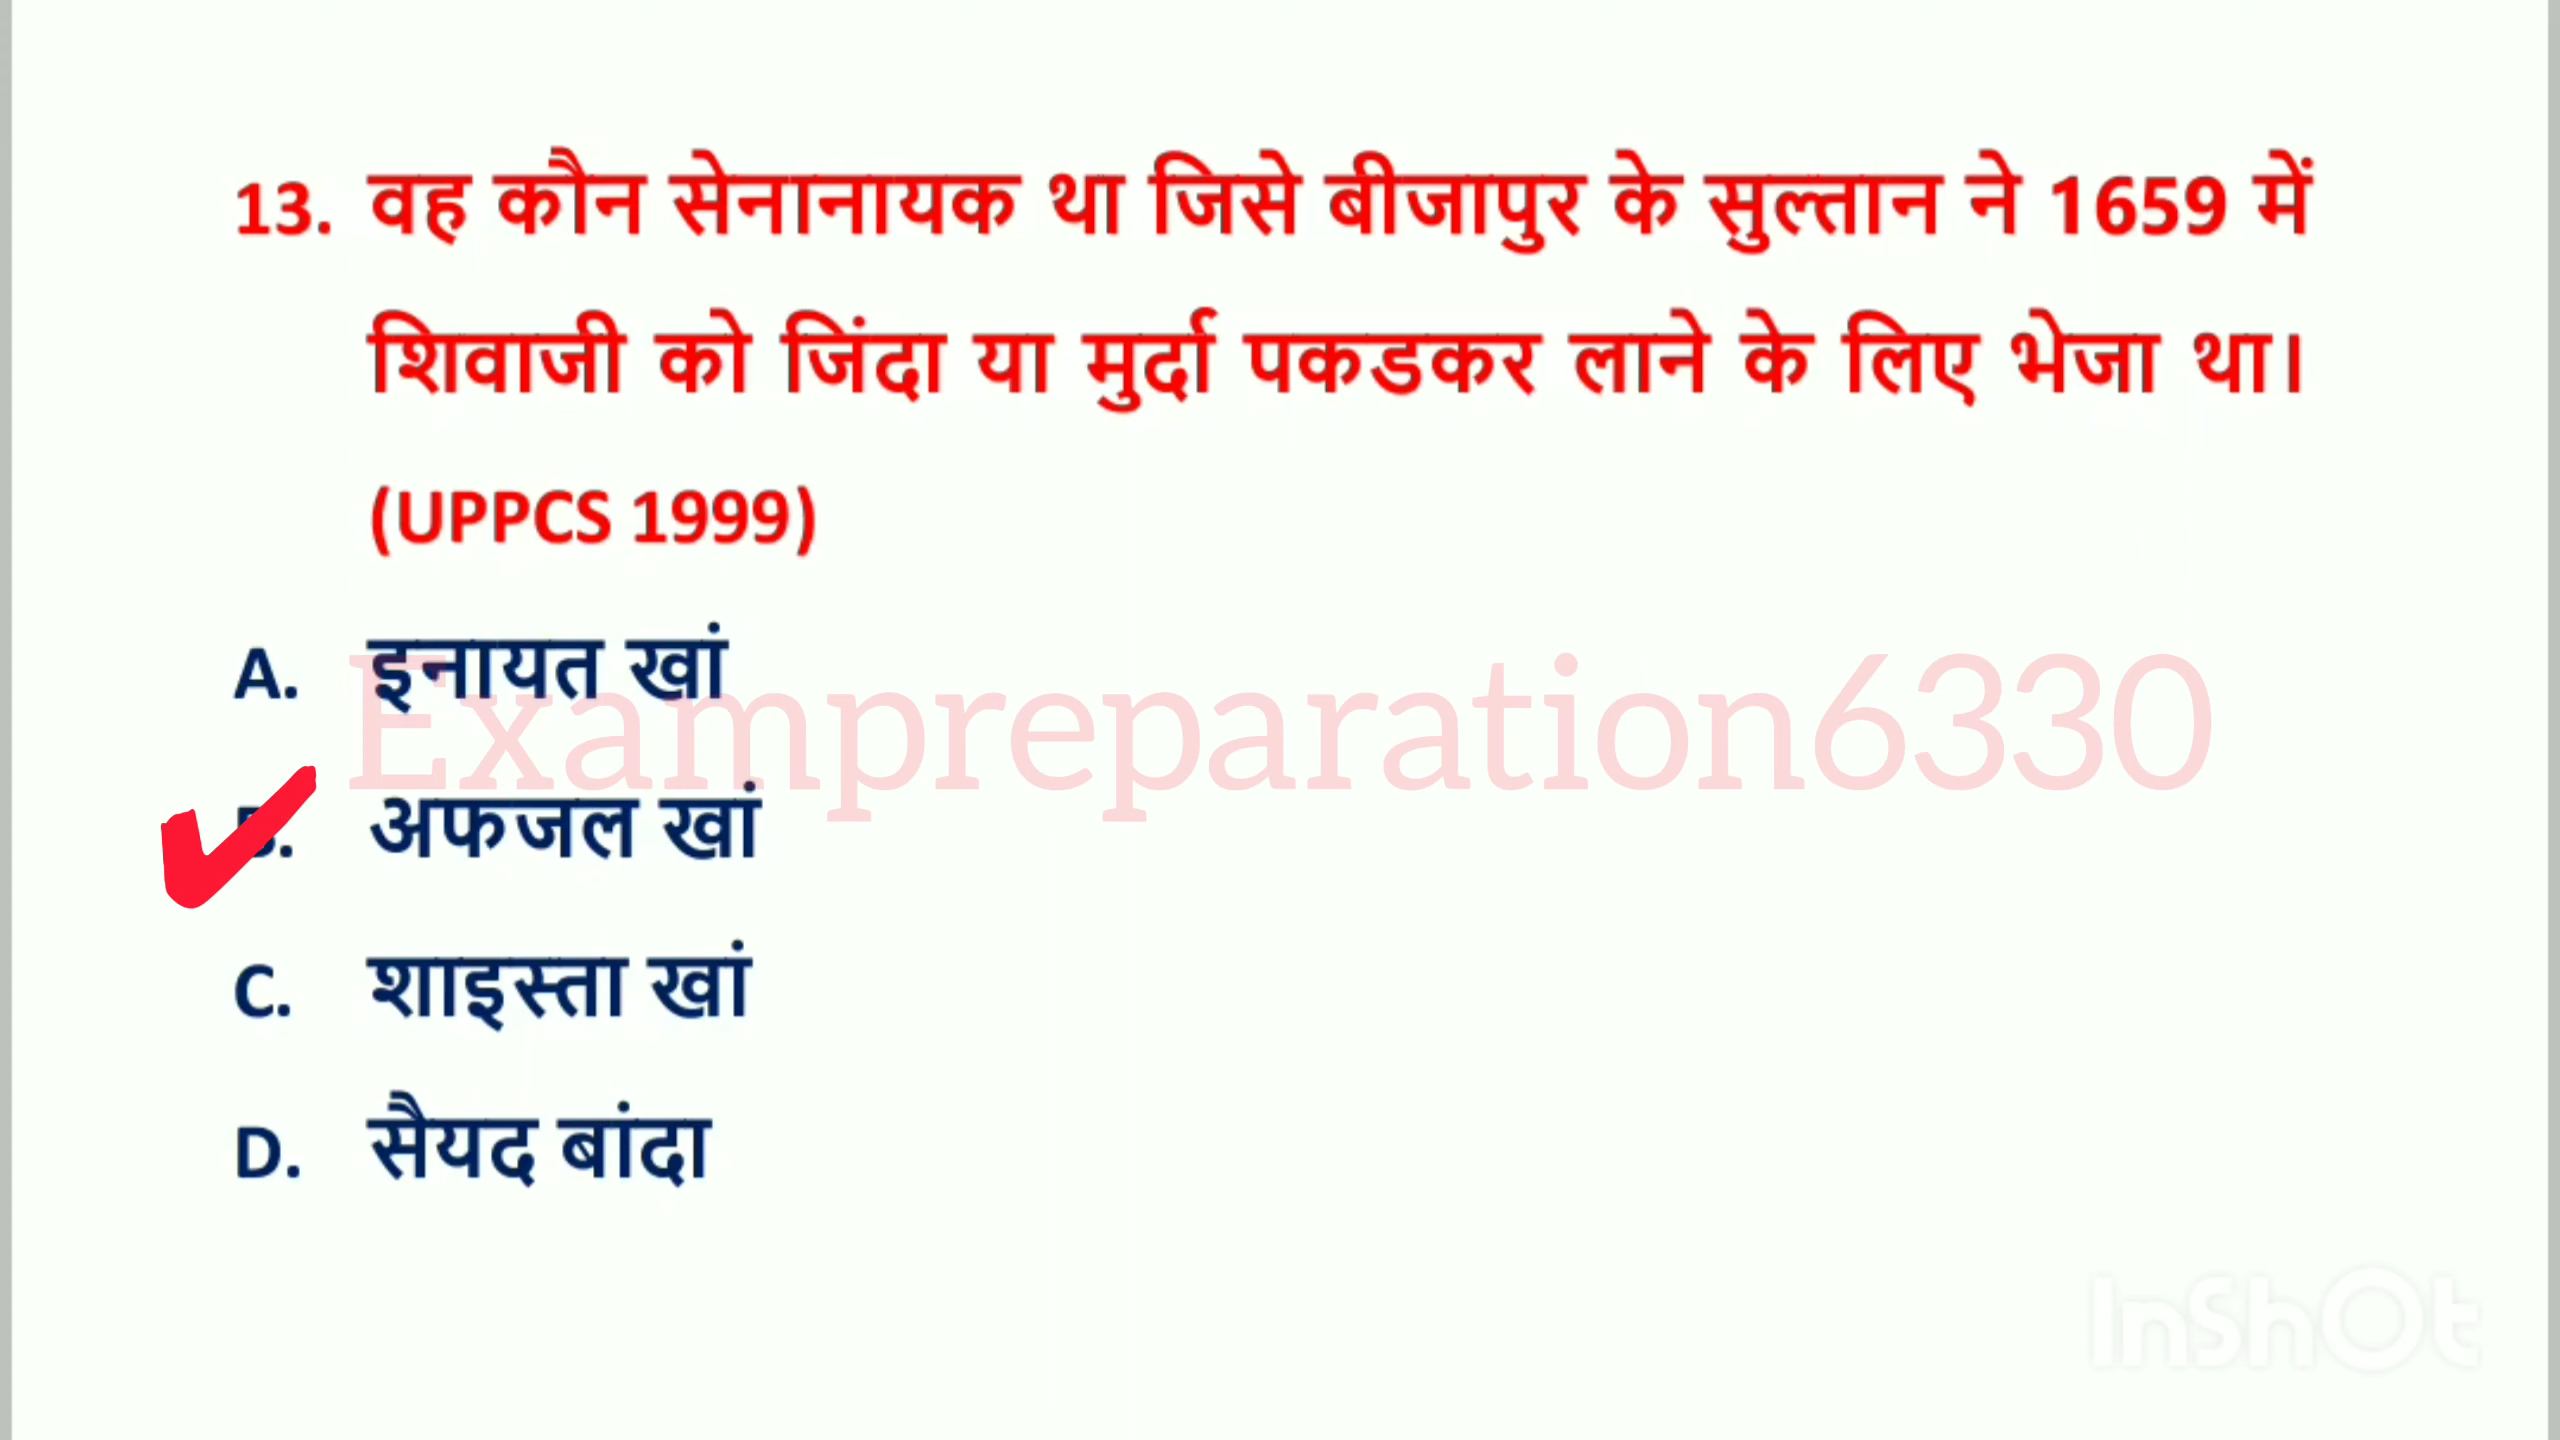 13. वह कौन सेनानायक था जिसे बीजापुर के सुल्तान ने 1659 में
शिवाजी को जिंदा या मुर्दा पकडकर लाने के लिए भेजा था।
(UPPCS 1999)
A. इनायत खां
Exampreparation6330
B. अफजल खां
C. शाइस्ता खां
D. सैयद बांदा
InShOt